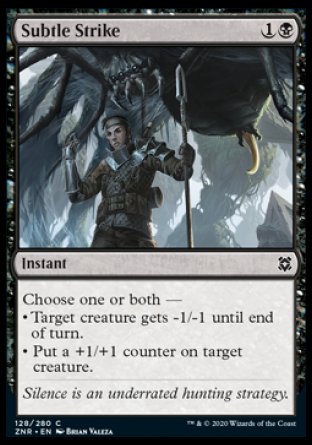 Subtle Strike 1
Instant
Choose one or both —
• Target creature gets -1/-1 until end
of turn.
• Put a +1/+1 counter on target
creature.
Silence is an underrated hunting strategy.
128/280 C
ZNR • EN Brian Valeza
™ & © 2020 Wizards of the Coast